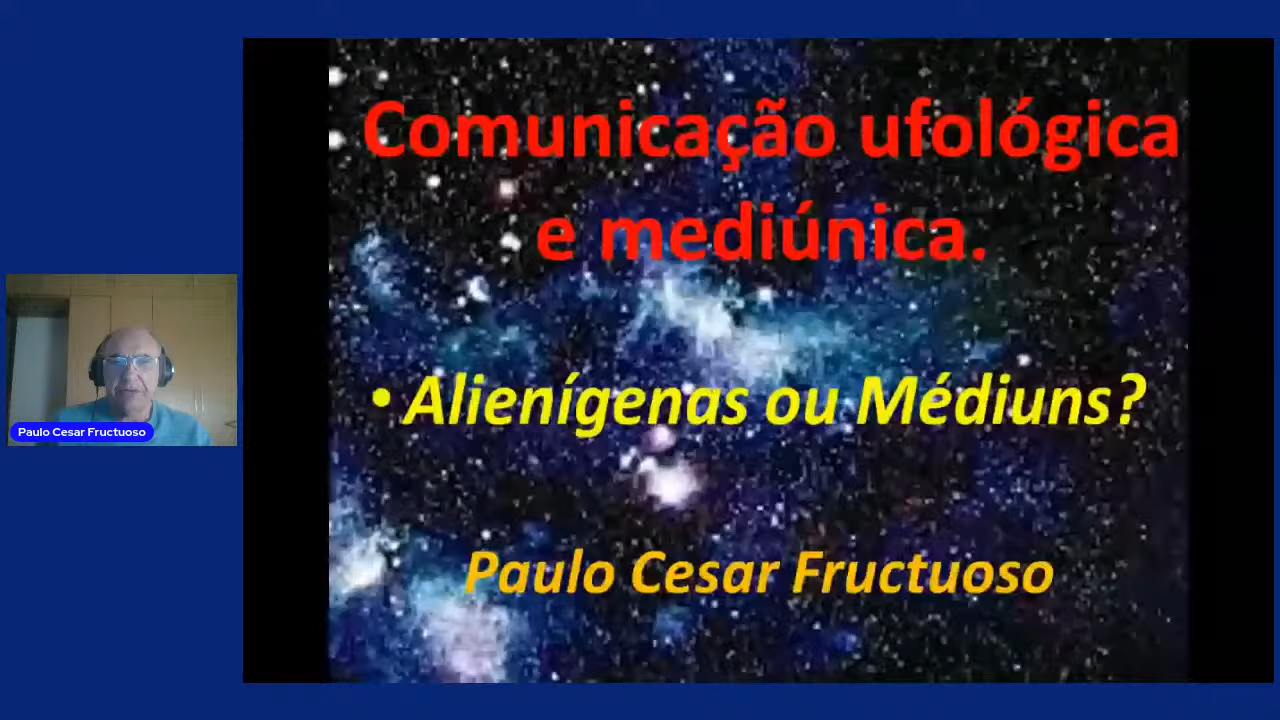 Comunicação ufológica
e mediúnica.
• Alienígenas ou Médiuns?
Paulo Cesar Fructuoso
Paulo Cesar Fructuoso